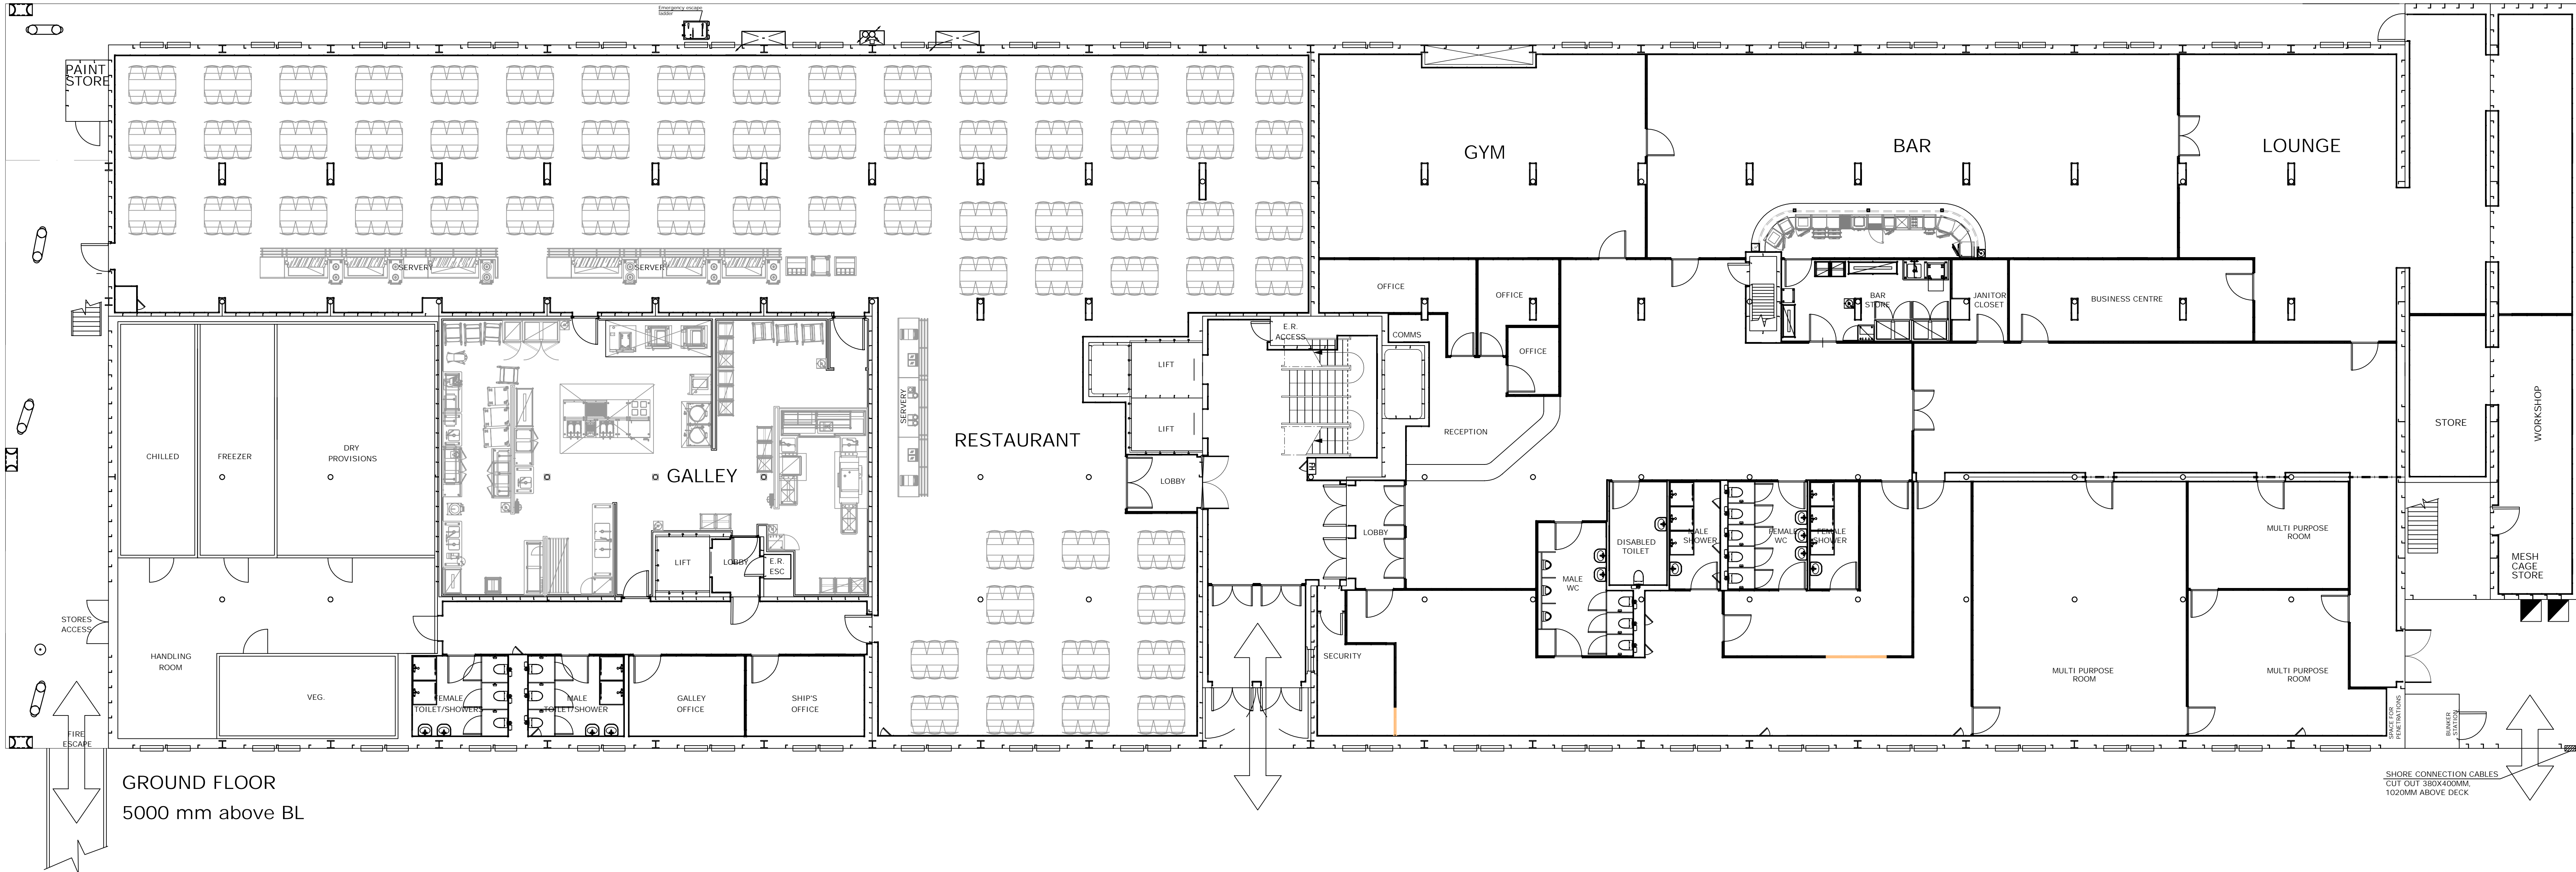 Emergency escape
ladder
PAINT
STORE
GYM
BAR
LOUNGE
SERVERY
SERVERY
OFFICE
OFFICE
BAR
STORE
JANITOR
CLOSET
BUSINESS CENTRE
E.R.
ACCESS
COMMS
OFFICE
LIFT
LIFT
SERVERY
RESTAURANT
RECEPTION
STORE
WORKSHOP
CHILLED
FREEZER
DRY
PROVISIONS
GALLEY
LOBBY
LOBBY
LIFT
LOBBY
E.R.
ESC
DISABLED
TOILET
MALE
SHOWER
FEMALE
WC
FEMALE
SHOWER
MULTI PURPOSE
ROOM
MALE
WC
MESH
CAGE
STORE
STORES
ACCESS
HANDLING
ROOM
SECURITY
VEG.
FEMALE
TOILET/SHOWERS
MALE
TOILET/SHOWER
GALLEY
OFFICE
SHIP'S
OFFICE
MULTI PURPOSE
ROOM
MULTI PURPOSE
ROOM
SPACE FOR
PENETRATIONS
BUNKER
STATION
FIRE
ESCAPE
GROUND FLOOR
5000 mm above BL
SHORE CONNECTION CABLES
CUT OUT 380X400MM,
1020MM ABOVE DECK